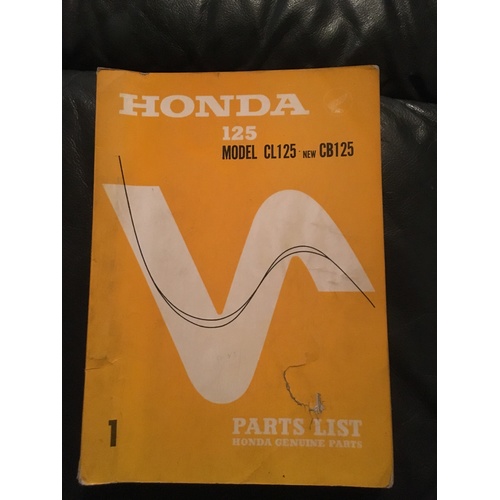 HONDA
125
MODEL CL125 · NEW CB125
1
PARTS LIST
HONDA GENUINE PARTS